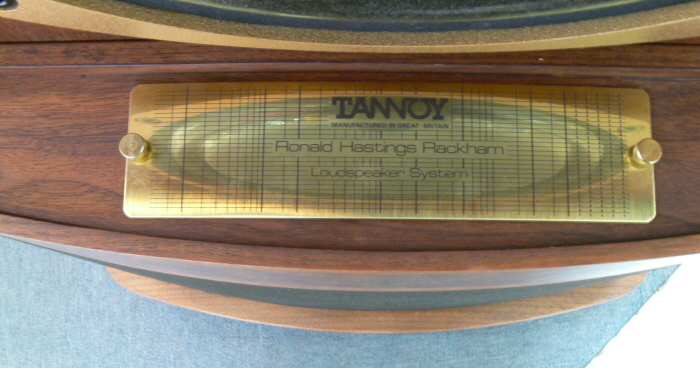 TANNOY
MANUFACTURED IN GREAT BRITAIN
Ronald Hastings Rackham
Loudspeaker System